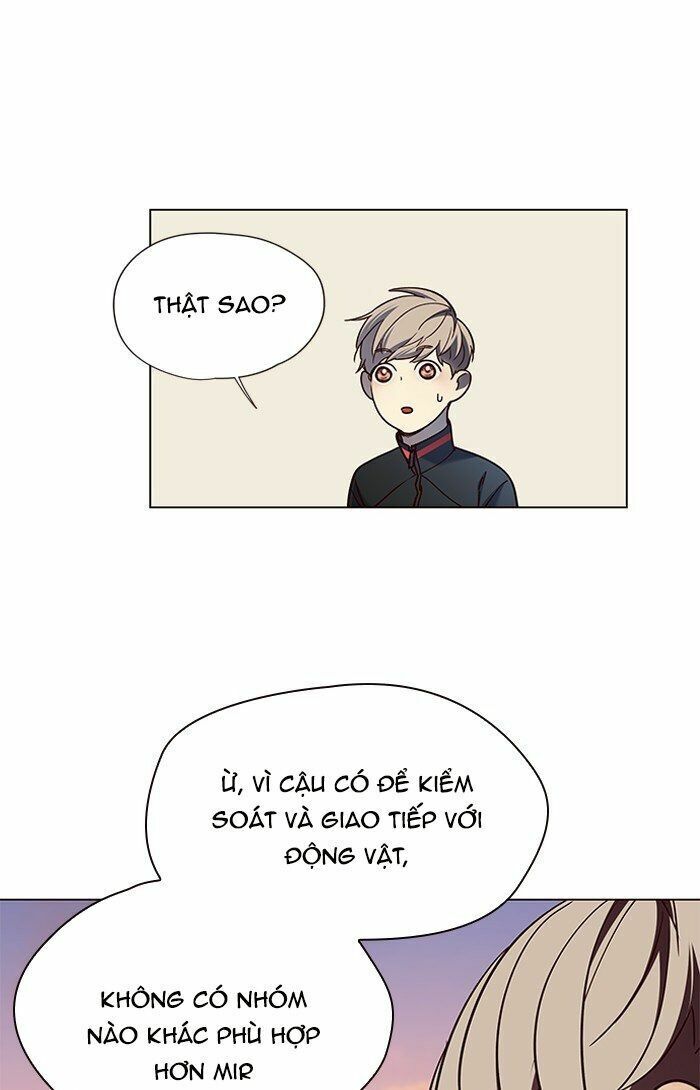 THẬT SAO?
Ừ, VÌ CẬU CÓ ĐỂ KIỂM
SOÁT VÀ GIAO TIẾP VỚI
ĐỘNG VẬT,
KHÔNG CÓ NHÓM
NÀO KHÁC PHÙ HỢP
HƠN MIR